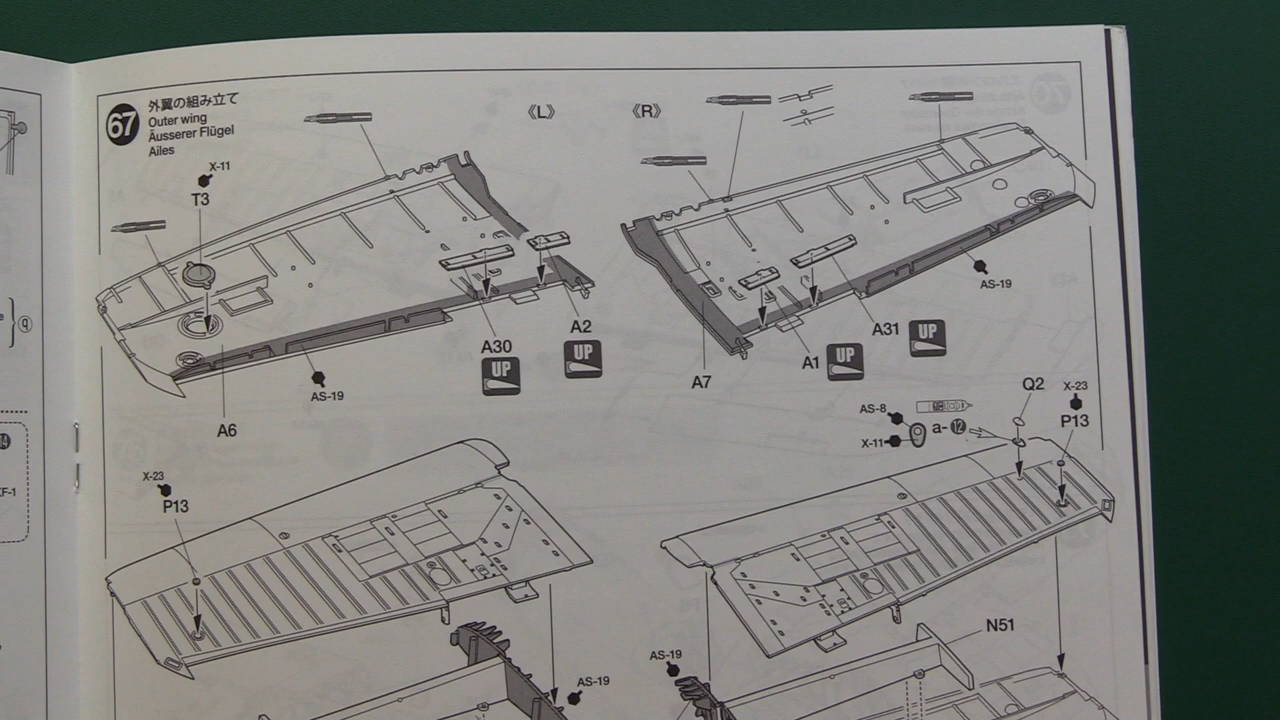 67
外翼の組み立て
Outer wing
Äusserer Flügel
Ailes
《L》
《R》
X-11
T3
A30
UP
A2
UP
AS-19
A6
A7
A1
UP
A31
UP
AS-19
AS-8
X-11
a-12
Q2
X-23
P13
X-23
P13
AS-19
AS-19
N51